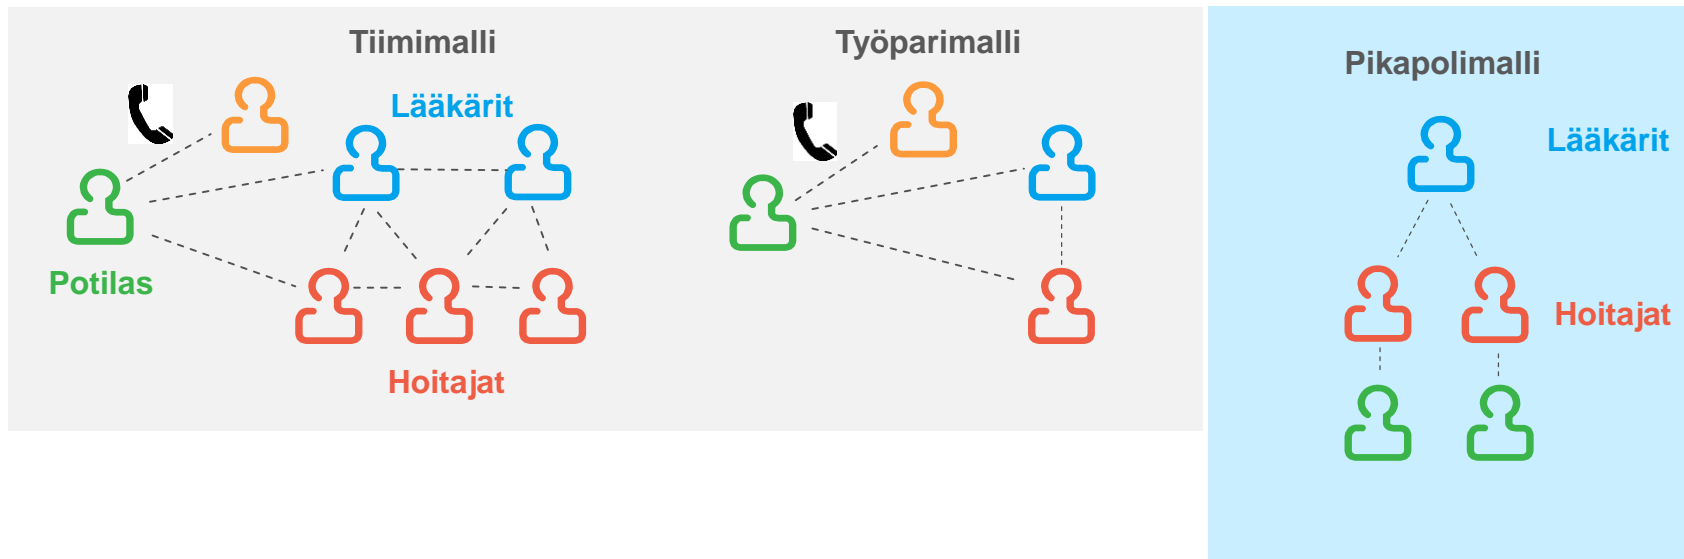 Tiimimalli
Lääkärit
Potilas
Hoitajat
Työparimalli
Pikapolimalli
Lääkärit
Hoitajat